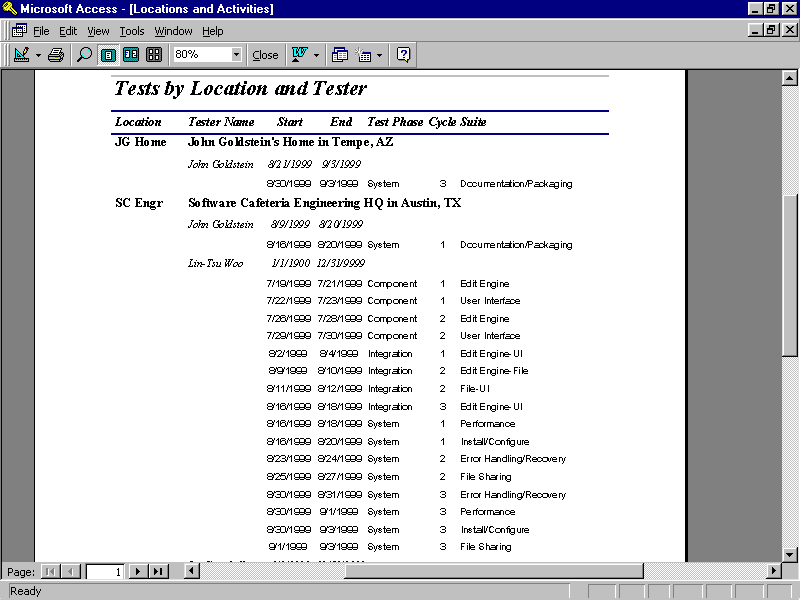 Microsoft Access - [Locations and Activities]
File Edit View Tools Window Help
80% Close
Tests by Location and Tester
Location Tester Name Start End Test Phase Cycle Suite
JG Home John Goldstein's Home in Tempe, AZ
John Goldstein 8/21/1999 9/3/1999
8/30/1999 9/3/1999 System 3 Documentation/Packaging
SC Engr Software Cafeteria Engineering HQ in Austin, TX
John Goldstein 8/9/1999 8/20/1999
8/16/1999 8/20/1999 System 1 Documentation/Packaging
Lin-Tsu Woo 1/1/1900 12/31/9999
7/19/1999 7/21/1999 Component 1 Edit Engine
7/22/1999 7/23/1999 Component 1 User Interface
7/26/1999 7/28/1999 Component 2 Edit Engine
7/29/1999 7/30/1999 Component 2 User Interface
8/2/1999 8/4/1999 Integration 1 Edit Engine-UI
8/9/1999 8/10/1999 Integration 2 Edit Engine-File
8/11/1999 8/12/1999 Integration 2 File-UI
8/16/1999 8/18/1999 Integration 3 Edit Engine-UI
8/16/1999 8/18/1999 System 1 Performance
8/16/1999 8/20/1999 System 1 Install/Configure
8/23/1999 8/24/1999 System 2 Error Handling/Recovery
8/25/1999 8/27/1999 System 2 File Sharing
8/30/1999 8/31/1999 System 3 Error Handling/Recovery
8/30/1999 9/1/1999 System 3 Performance
8/30/1999 9/3/1999 System 3 Install/Configure
9/1/1999 9/3/1999 System 3 File Sharing
Page: 1
Ready